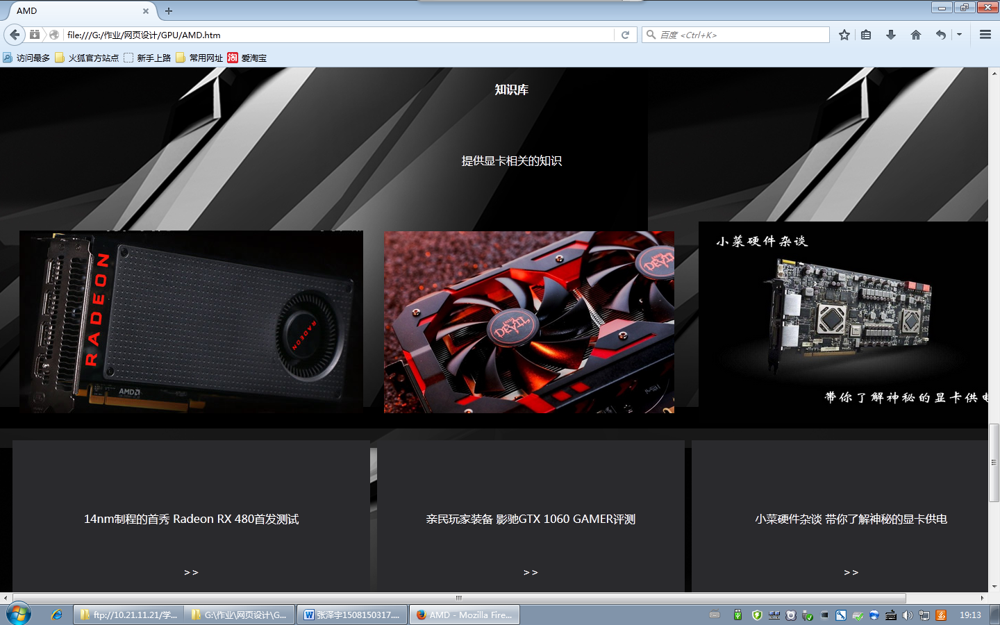 AMD
file:///G:/作业/网页设计/GPU/AMD.htm
百度 <Ctrl+K>
访问最多
火狐官方站点
新手上路
常用网址
淘
爱淘宝
知识库
提供显卡相关的知识
RADEON
RADEON
AMD
DEVIL
DEVIL
小菜硬件杂谈
带你了解神秘的显卡供电
14nm制程的首秀 Radeon RX 480首发测试
亲民玩家装备 影驰GTX 1060 GAMER评测
小菜硬件杂谈 带你了解神秘的显卡供电
>>
>>
>>
ftp://10.21.11.21/学...
G:\作业\网页设计\G...
张泽宇1508150317....
AMD - Mozilla Fire...
19:13